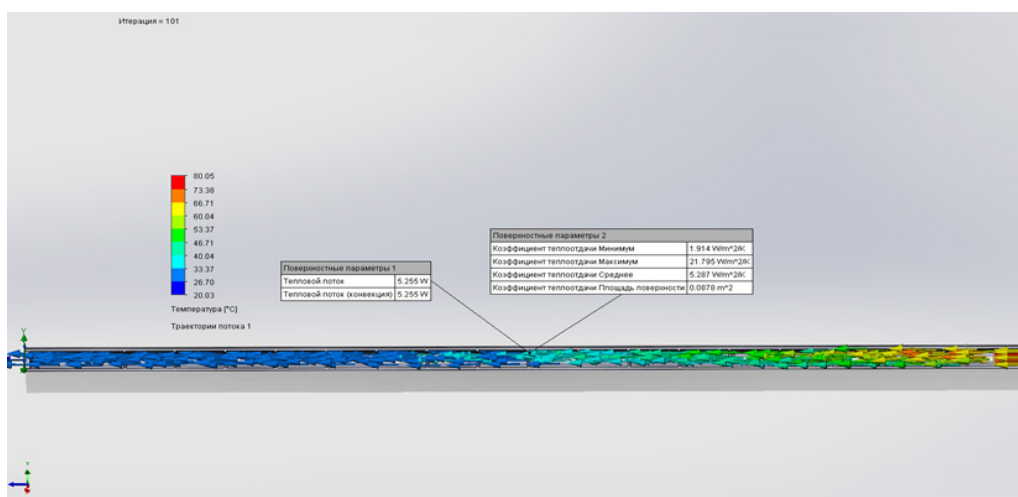 Итерация = 101
80.05
73.38
66.71
60.04
53.37
46.71
40.04
33.37
26.70
20.03
Температура [°C]
Траектории потока 1
Поверхностные параметры 1
Тепловой поток 5.255 W
Тепловой поток (конвекция) 5.255 W
Поверхностные параметры 2
Коэффициент теплоотдачи Минимум 1.914 W/m^2/K
Коэффициент теплоотдачи Максимум 21.795 W/m^2/K
Коэффициент теплоотдачи Среднее 5.287 W/m^2/K
Коэффициент теплоотдачи Площадь поверхности 0.0878 m^2
Y
Y